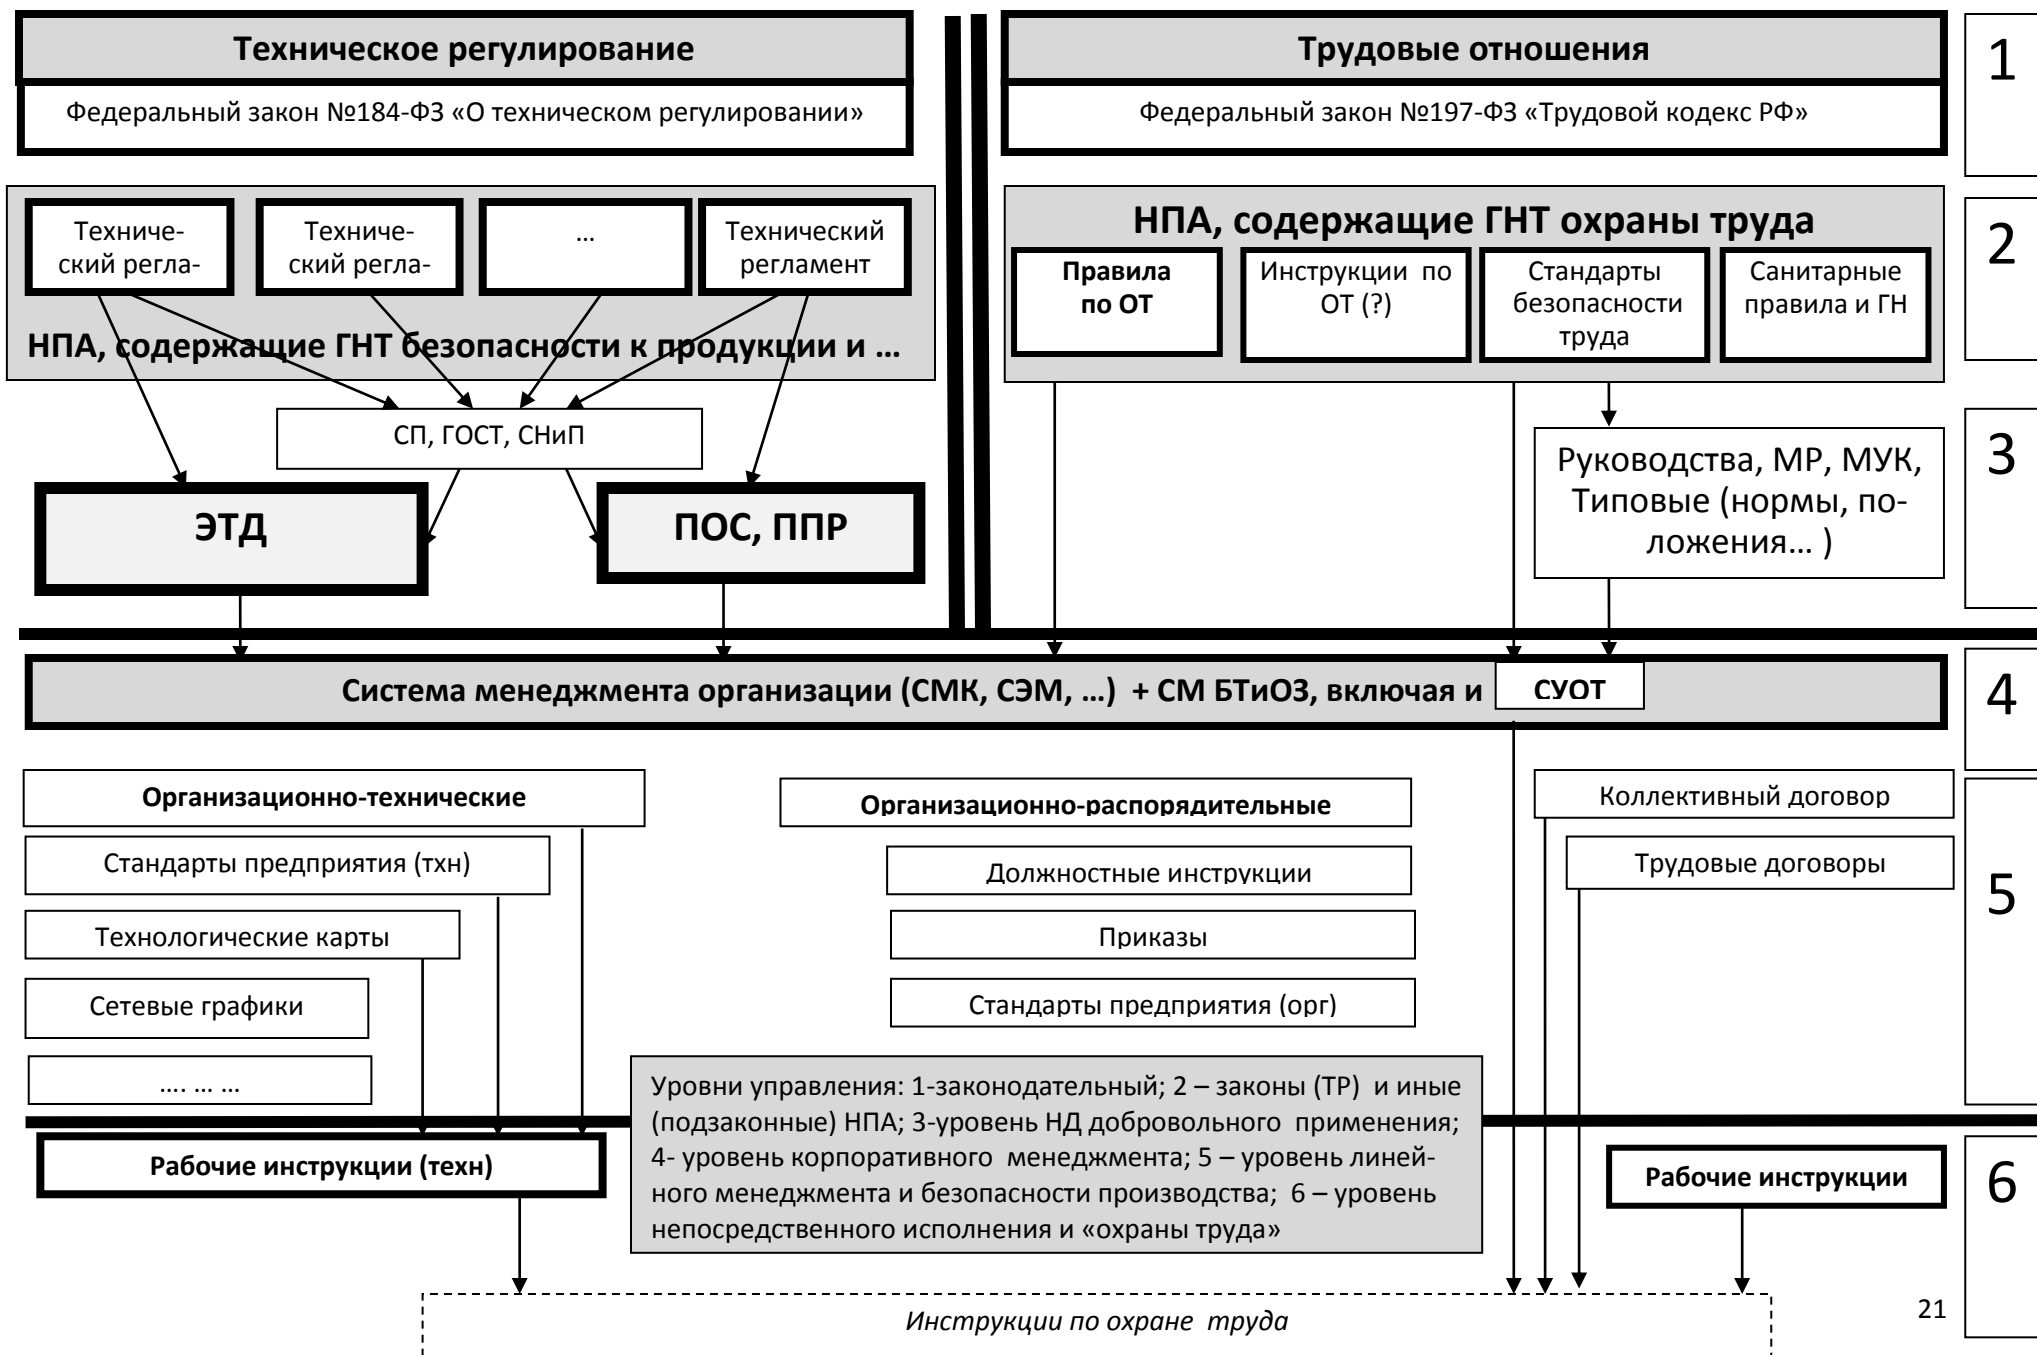 Техническое регулирование
Федеральный закон №184-ФЗ «О техническом регулировании»
Трудовые отношения
Федеральный закон №197-ФЗ «Трудовой кодекс РФ»
1
Техниче-
ский регла-
Техниче-
ский регла-
...
Технический
регламент
НПА, содержащие ГНТ безопасности к продукции и ...
НПА, содержащие ГНТ охраны труда
Правила
по ОТ
Инструкции по
ОТ (?)
Стандарты
безопасности
труда
Санитарные
правила и ГН
2
СП, ГОСТ, СНиП
ЭТД
ПОС, ППР
Руководства, МР, МУК,
Типовые (нормы, по-
ложения... )
3
Система менеджмента организации (СМК, СЭМ, ...) + СМ БТиОЗ, включая и
СУОТ
4
Организационно-технические
Стандарты предприятия (тхн)
Технологические карты
Сетевые графики
.... ... ...
Организационно-распорядительные
Должностные инструкции
Приказы
Стандарты предприятия (орг)
Коллективный договор
Трудовые договоры
5
Уровни управления: 1-законодательный; 2 – законы (ТР) и иные
(подзаконные) НПА; 3-уровень НД добровольного применения;
4- уровень корпоративного менеджмента; 5 – уровень линей-
ного менеджмента и безопасности производства; 6 – уровень
непосредственного исполнения и «охраны труда»
Рабочие инструкции (техн)
Рабочие инструкции
6
Инструкции по охране труда
21